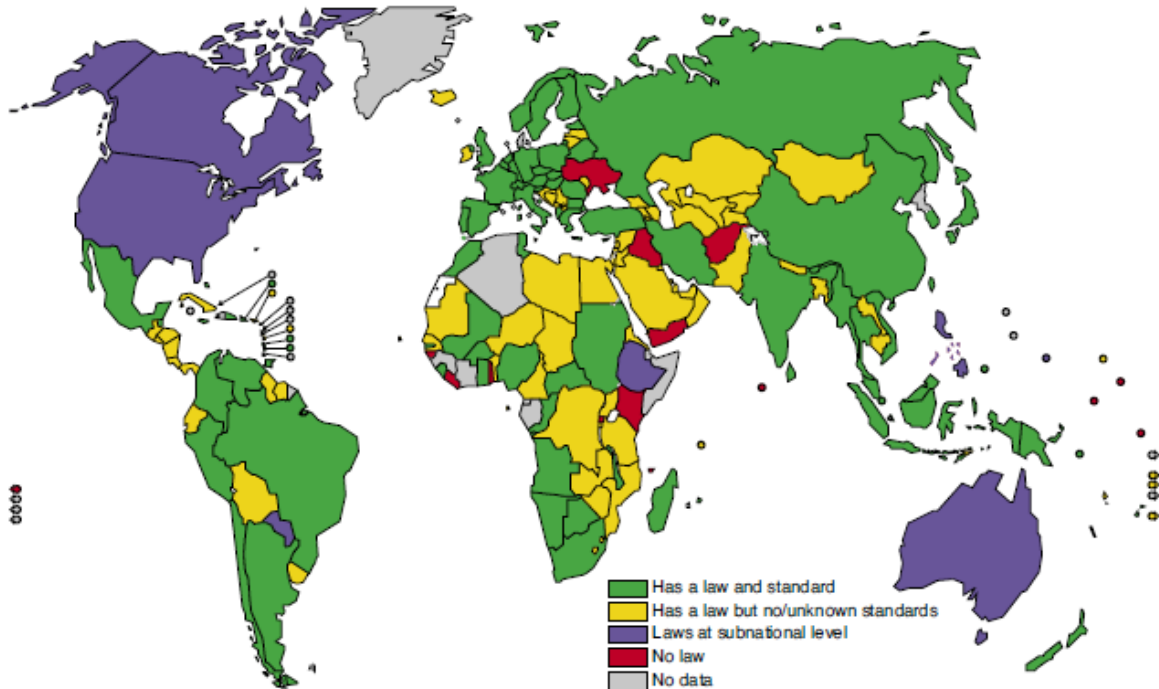 Has a law and standard
Has a law but no/unknown standards
Laws at subnational level
No law
No data